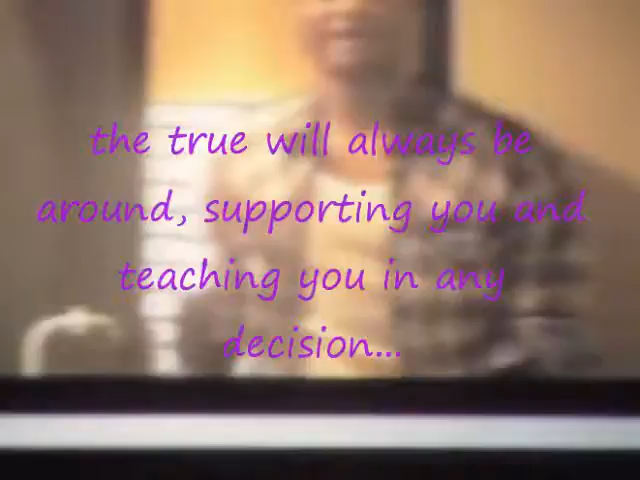 the true will always be
around, supporting you and
teaching you in any
decision...